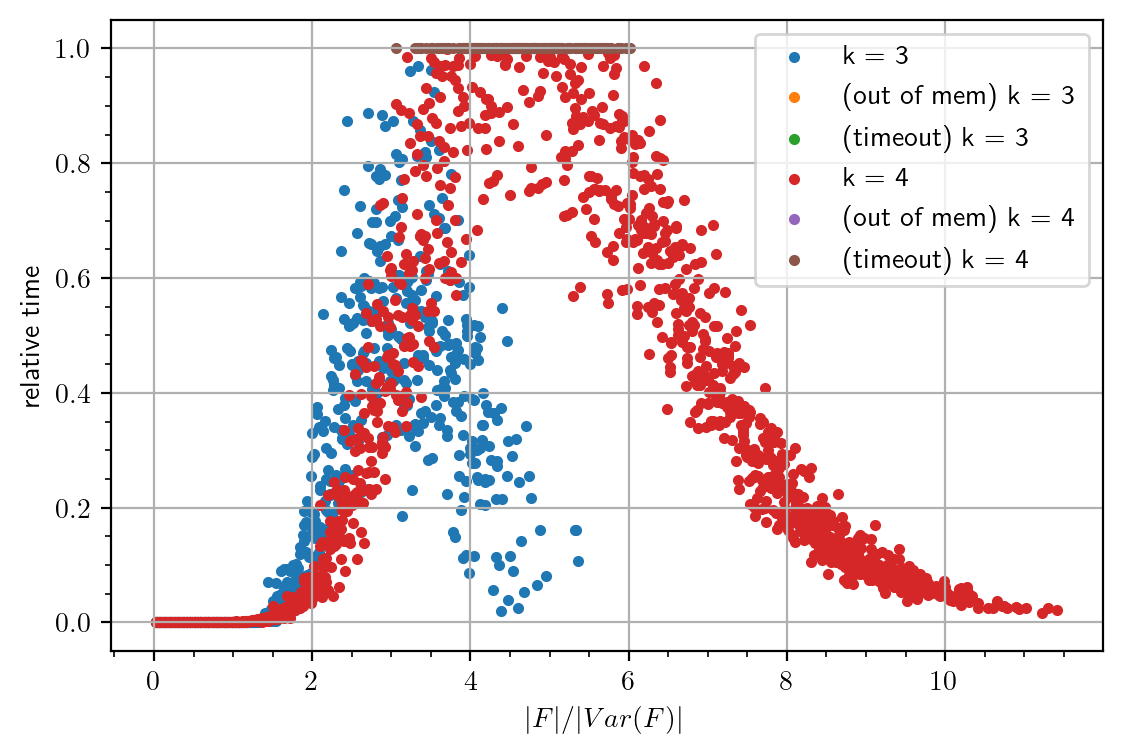 1.0
0.8
0.6
0.4
0.2
0.0
relative time
0 2 4 6 8 10
|F|/|Var(F)|
k = 3
(out of mem) k = 3
(timeout) k = 3
k = 4
(out of mem) k = 4
(timeout) k = 4